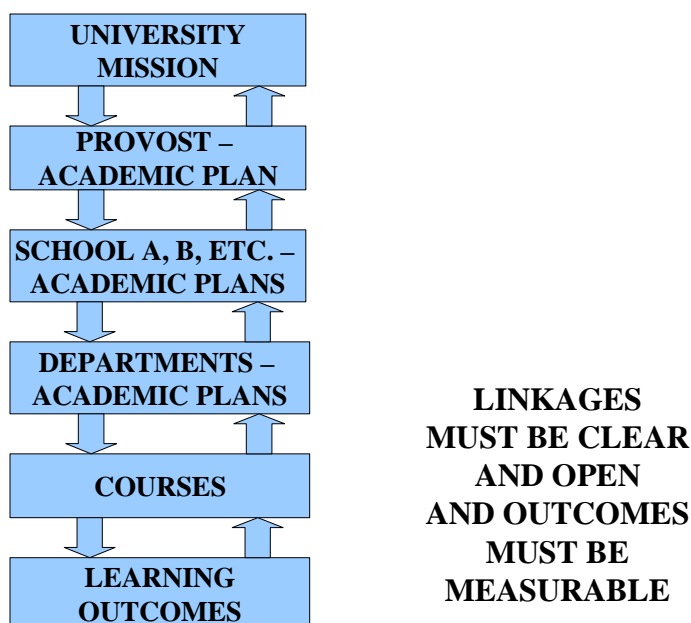 UNIVERSITY
MISSION
PROVOST –
ACADEMIC PLAN
SCHOOL A, B, ETC. –
ACADEMIC PLANS
DEPARTMENTS –
ACADEMIC PLANS
COURSES
LEARNING
OUTCOMES
LINKAGES
MUST BE CLEAR
AND OPEN
AND OUTCOMES
MUST BE
MEASURABLE